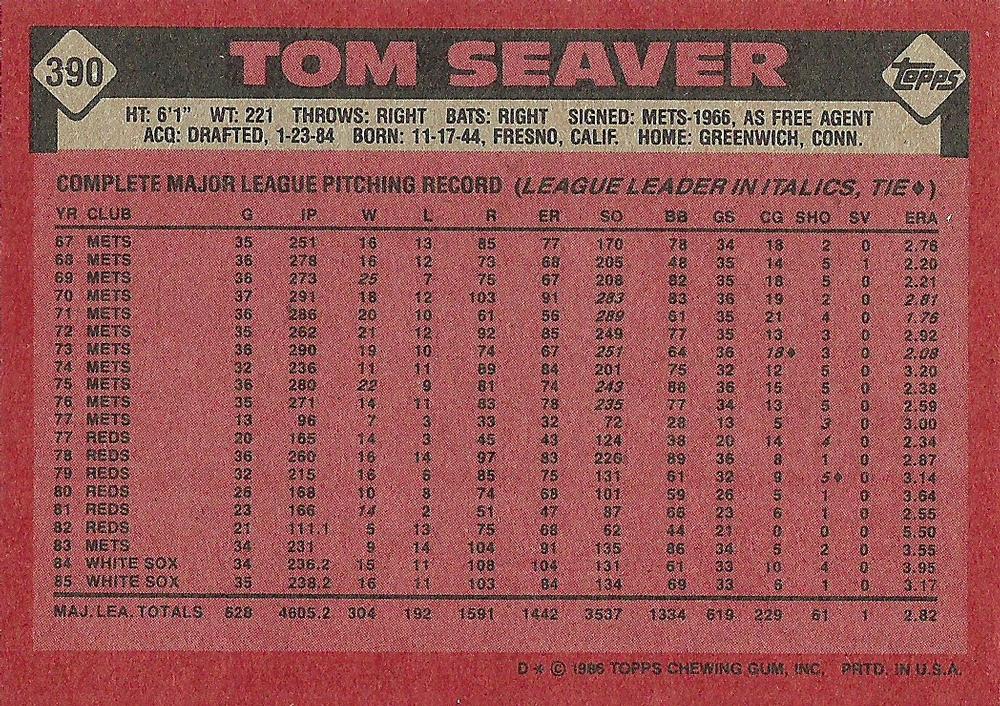 390 TOM SEAVER topps
HT: 6'1" WT: 221 THROWS: RIGHT BATS: RIGHT SIGNED: METS-1966, AS FREE AGENT
ACQ: DRAFTED, 1-23-84 BORN: 11-17-44, FRESNO, CALIF. HOME: GREENWICH, CONN.
COMPLETE MAJOR LEAGUE PITCHING RECORD (LEAGUE LEADER IN ITALICS, TIE♦)
YR CLUB G IP W L R ER SO BB GS CG SHO SV ERA
67 METS 35 251 16 13 85 77 170 78 34 18 2 0 2.76
68 METS 36 278 16 12 73 68 205 48 35 14 5 1 2.20
69 METS 36 273 25 7 75 67 208 82 35 18 5 0 2.21
70 METS 37 291 18 12 103 91 283 83 36 19 2 0 2.81
71 METS 36 286 20 10 61 56 289 61 35 21 4 0 1.76
72 METS 35 262 21 12 92 85 249 77 35 13 3 0 2.92
73 METS 36 290 19 10 74 67 251 64 36 18♦ 3 0 2.08
74 METS 32 236 11 11 89 84 201 75 32 12 5 0 3.20
75 METS 36 280 22 9 81 74 243 88 36 15 5 0 2.38
76 METS 35 271 14 11 83 78 235 77 34 13 5 0 2.59
77 METS 13 96 7 3 33 32 72 28 13 5 3 0 3.00
77 REDS 20 165 14 3 45 43 124 38 20 14 4 0 2.34
78 REDS 36 260 16 14 97 83 226 89 36 8 1 0 2.87
79 REDS 32 215 16 6 85 75 131 61 32 9 5♦ 0 3.14
80 REDS 26 168 10 8 74 68 101 59 26 5 1 0 3.64
81 REDS 23 166 14 2 51 47 87 66 23 6 1 0 2.55
82 REDS 21 111.1 5 13 75 68 62 44 21 0 0 0 5.50
83 METS 34 231 9 14 104 91 135 86 34 5 2 0 3.55
84 WHITE SOX 34 236.2 15 11 108 104 131 61 33 10 4 0 3.95
85 WHITE SOX 35 238.2 16 11 103 84 134 69 33 6 1 0 3.17
MAJ. LEA. TOTALS 628 4605.2 304 192 1591 1442 3537 1334 619 229 61 1 2.82
D * © 1986 TOPPS CHEWING GUM, INC. PRTD. IN U.S.A.